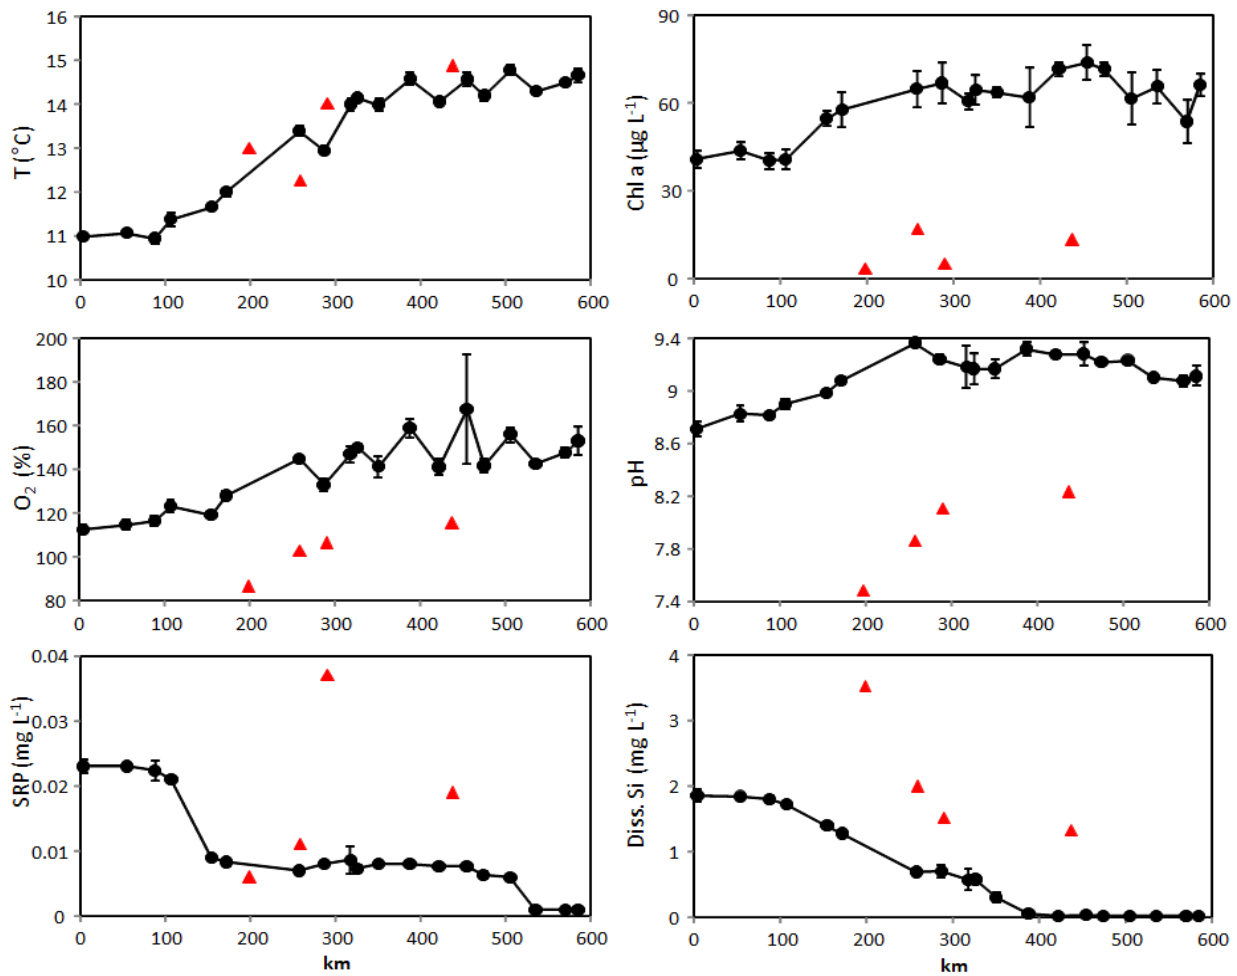 T (°C)
16
15
14
13
12
11
10
0 100 200 300 400 500 600
Chl a (µg L-1)
90
60
30
0
0 100 200 300 400 500 600
O2 (%)
200
180
160
140
120
100
80
0 100 200 300 400 500 600
pH
9.4
9
8.6
8.2
7.8
7.4
0 100 200 300 400 500 600
SRP (mg L-1)
0.04
0.03
0.02
0.01
0
0 100 200 300 400 500 600
km
Diss. Si (mg L-1)
4
3
2
1
0
0 100 200 300 400 500 600
km